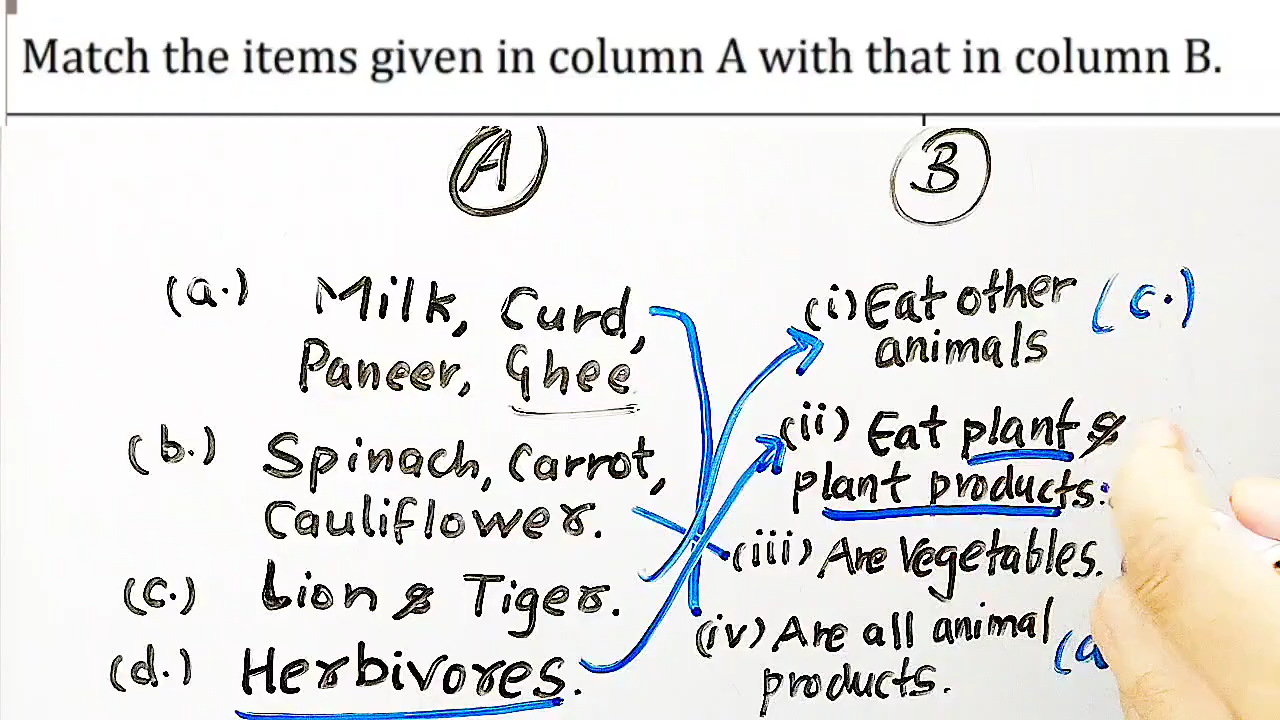 Match the items given in column A with that in column B.
A
B
(a.) Milk, Curd,
Paneer, Ghee
(b.) Spinach, Carrot,
Cauliflower.
(c.) Lion & Tiger.
(d.) Herbivores.
(i) Eat other (c.)
animals
(ii) Eat plant &
plant products.
(iii) Are Vegetables.
(iv) Are all animal (a
products.